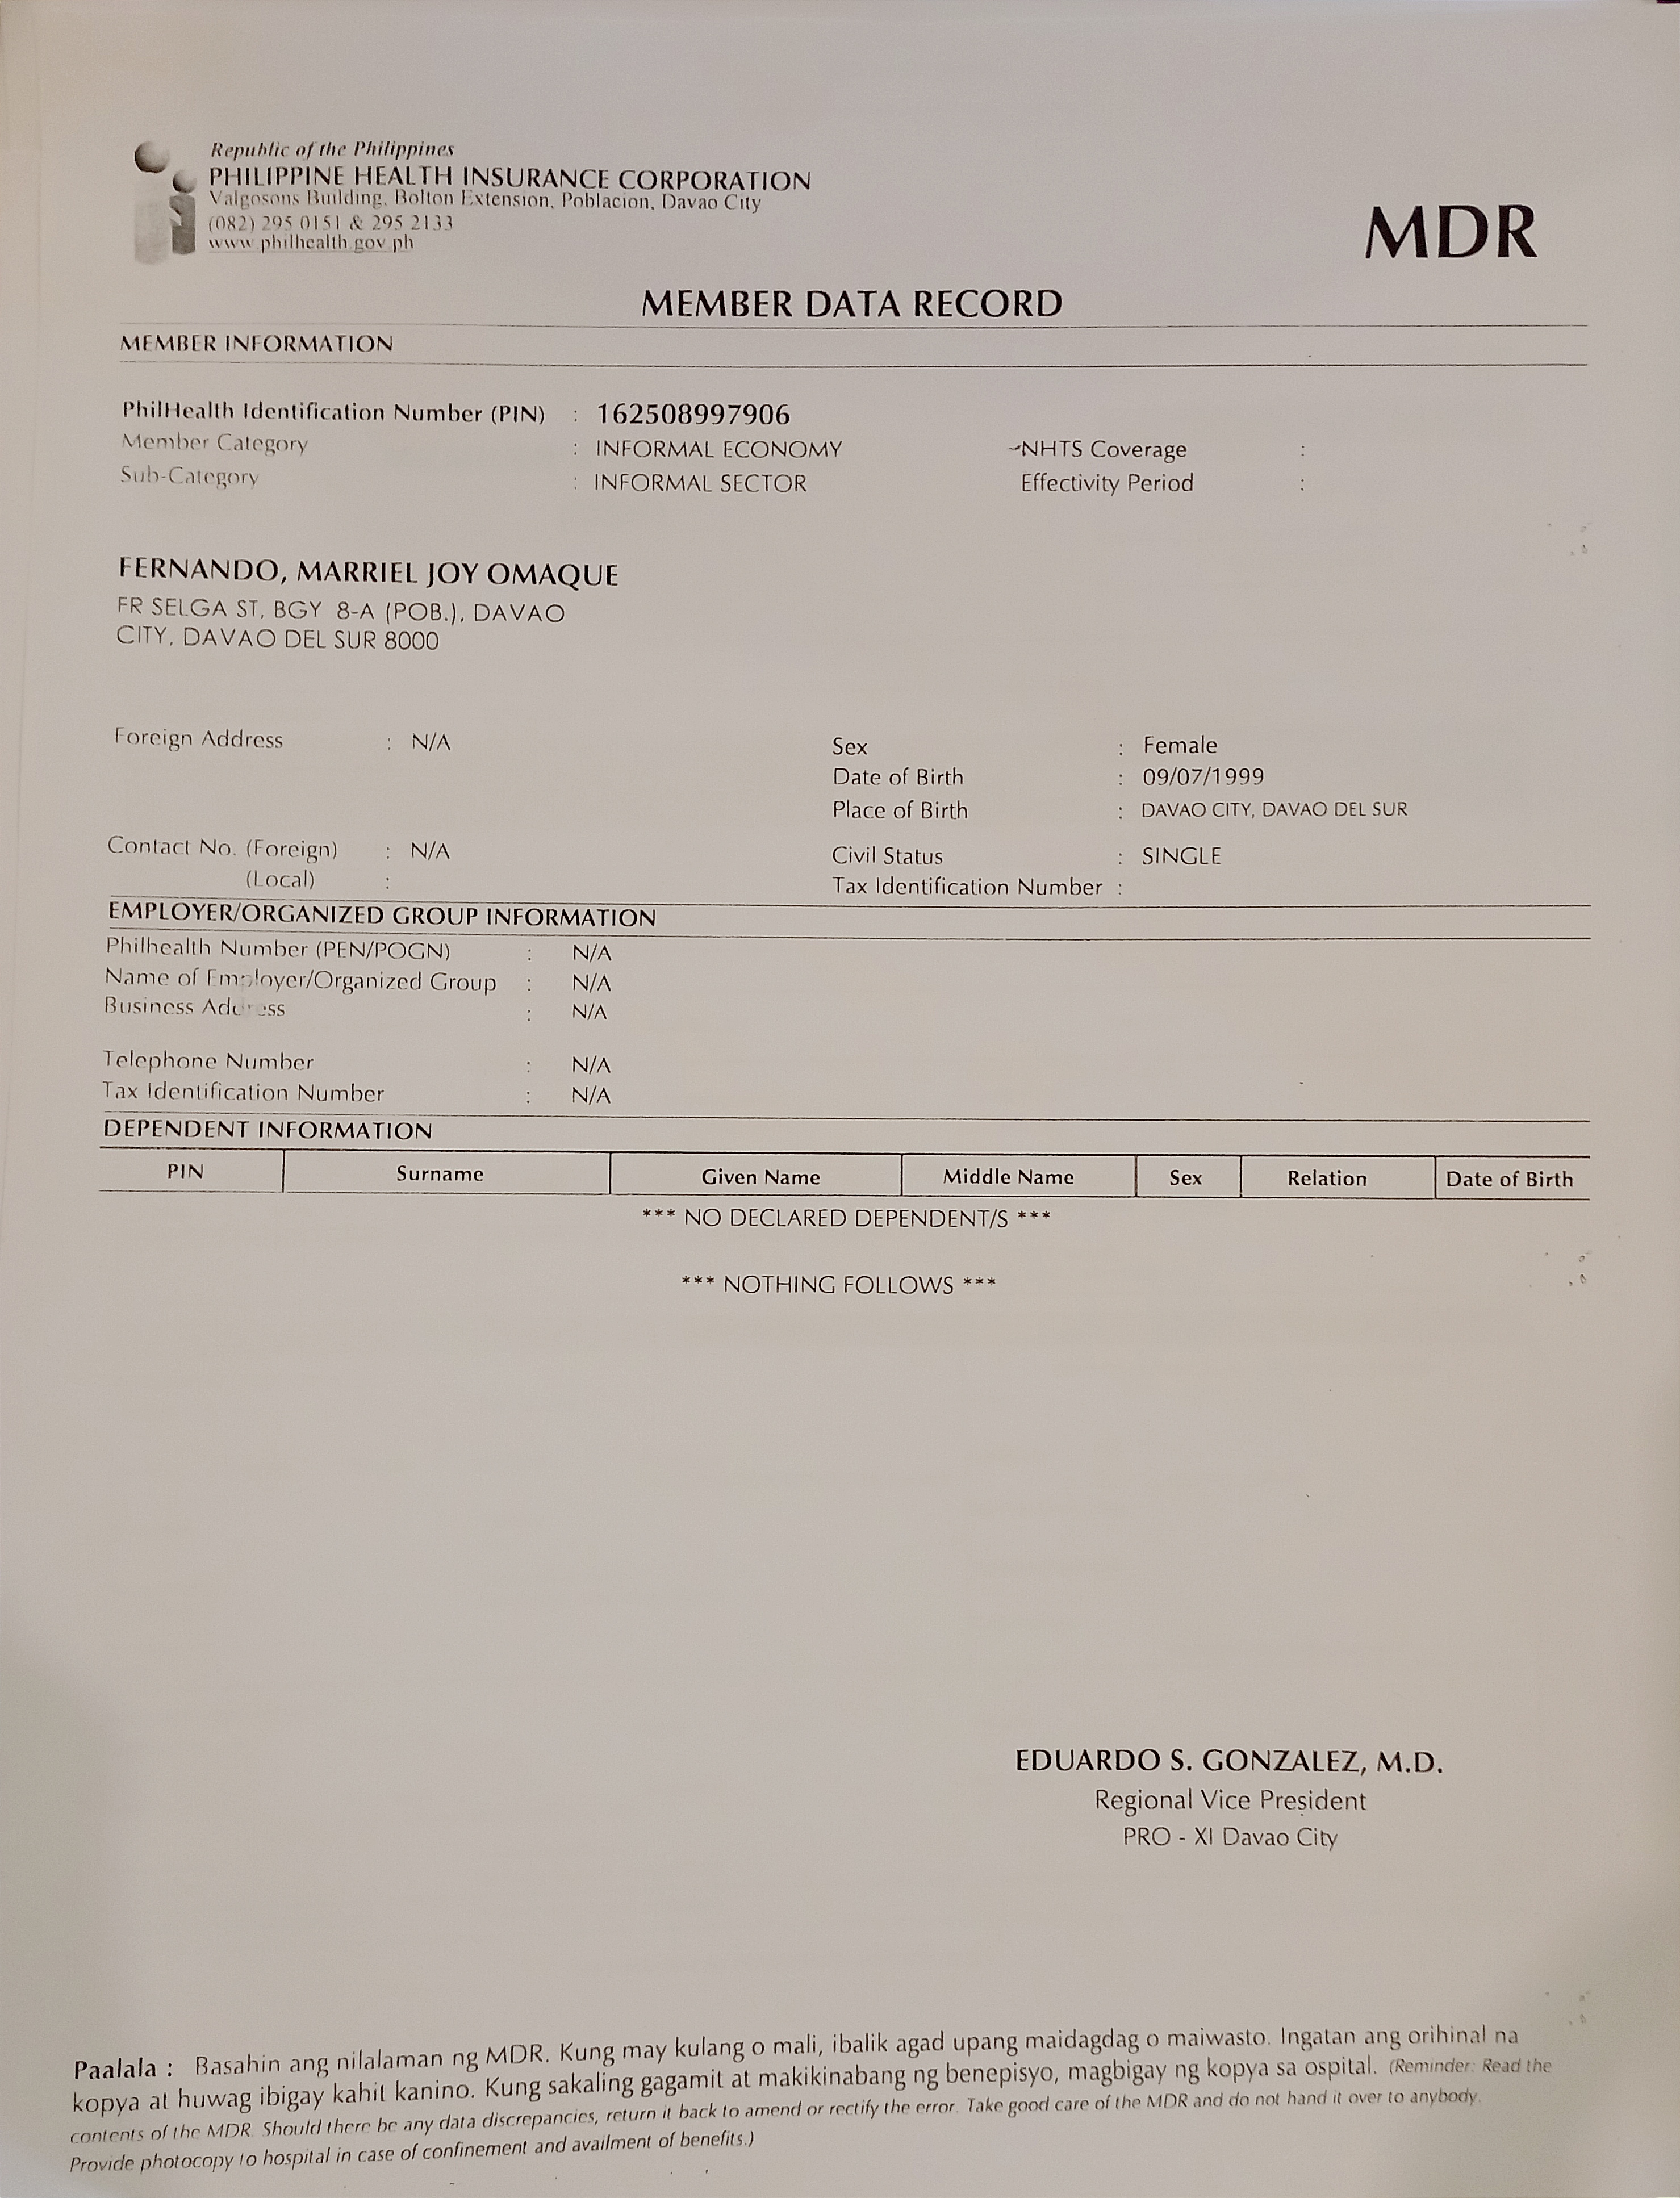 Republic of the Philippines
PHILIPPINE HEALTH INSURANCE CORPORATION
Valgosons Building, Bolton Extension, Poblacion, Davao City
(082) 295 0151 & 295 2133
www.philhealth.gov.ph
MDR
MEMBER DATA RECORD
MEMBER INFORMATION
PhilHealth Identification Number (PIN) : 162508997906
Member Category : INFORMAL ECONOMY NHTS Coverage :
Sub-Category : INFORMAL SECTOR Effectivity Period :
FERNANDO, MARRIEL JOY OMAQUE
FR SELGA ST, BGY 8-A (POB.), DAVAO
CITY, DAVAO DEL SUR 8000
Foreign Address : N/A Sex : Female
Date of Birth : 09/07/1999
Place of Birth : DAVAO CITY, DAVAO DEL SUR
Contact No. (Foreign) : N/A Civil Status : SINGLE
(Local) : Tax Identification Number :
EMPLOYER/ORGANIZED GROUP INFORMATION
Philhealth Number (PEN/POGN) : N/A
Name of Employer/Organized Group : N/A
Business Address : N/A
Telephone Number : N/A
Tax Identification Number : N/A
DEPENDENT INFORMATION
PIN Surname Given Name Middle Name Sex Relation Date of Birth
*** NO DECLARED DEPENDENT/S ***
*** NOTHING FOLLOWS ***
EDUARDO S. GONZALEZ, M.D.
Regional Vice President
PRO - XI Davao City
Paalala : Basahin ang nilalaman ng MDR. Kung may kulang o mali, ibalik agad upang maidagdag o maiwasto. Ingatan ang orihinal na
kopya at huwag ibigay kahit kanino. Kung sakaling gagamit at makikinabang ng benepisyo, magbigay ng kopya sa ospital. (Reminder: Read the
contents of the MDR. Should there be any data discrepancies, return it back to amend or rectify the error. Take good care of the MDR and do not hand it over to anybody.
Provide photocopy to hospital in case of confinement and availment of benefits.)